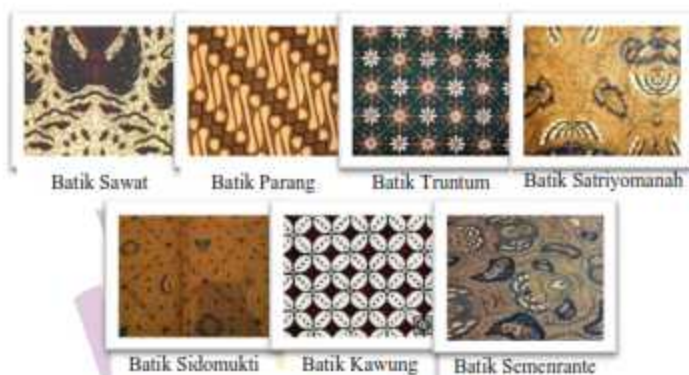 Batik Sawat
Batik Parang
Batik Truntum
Batik Satriyomanah
Batik Sidomukti
Batik Kawung
Batik Semenrante